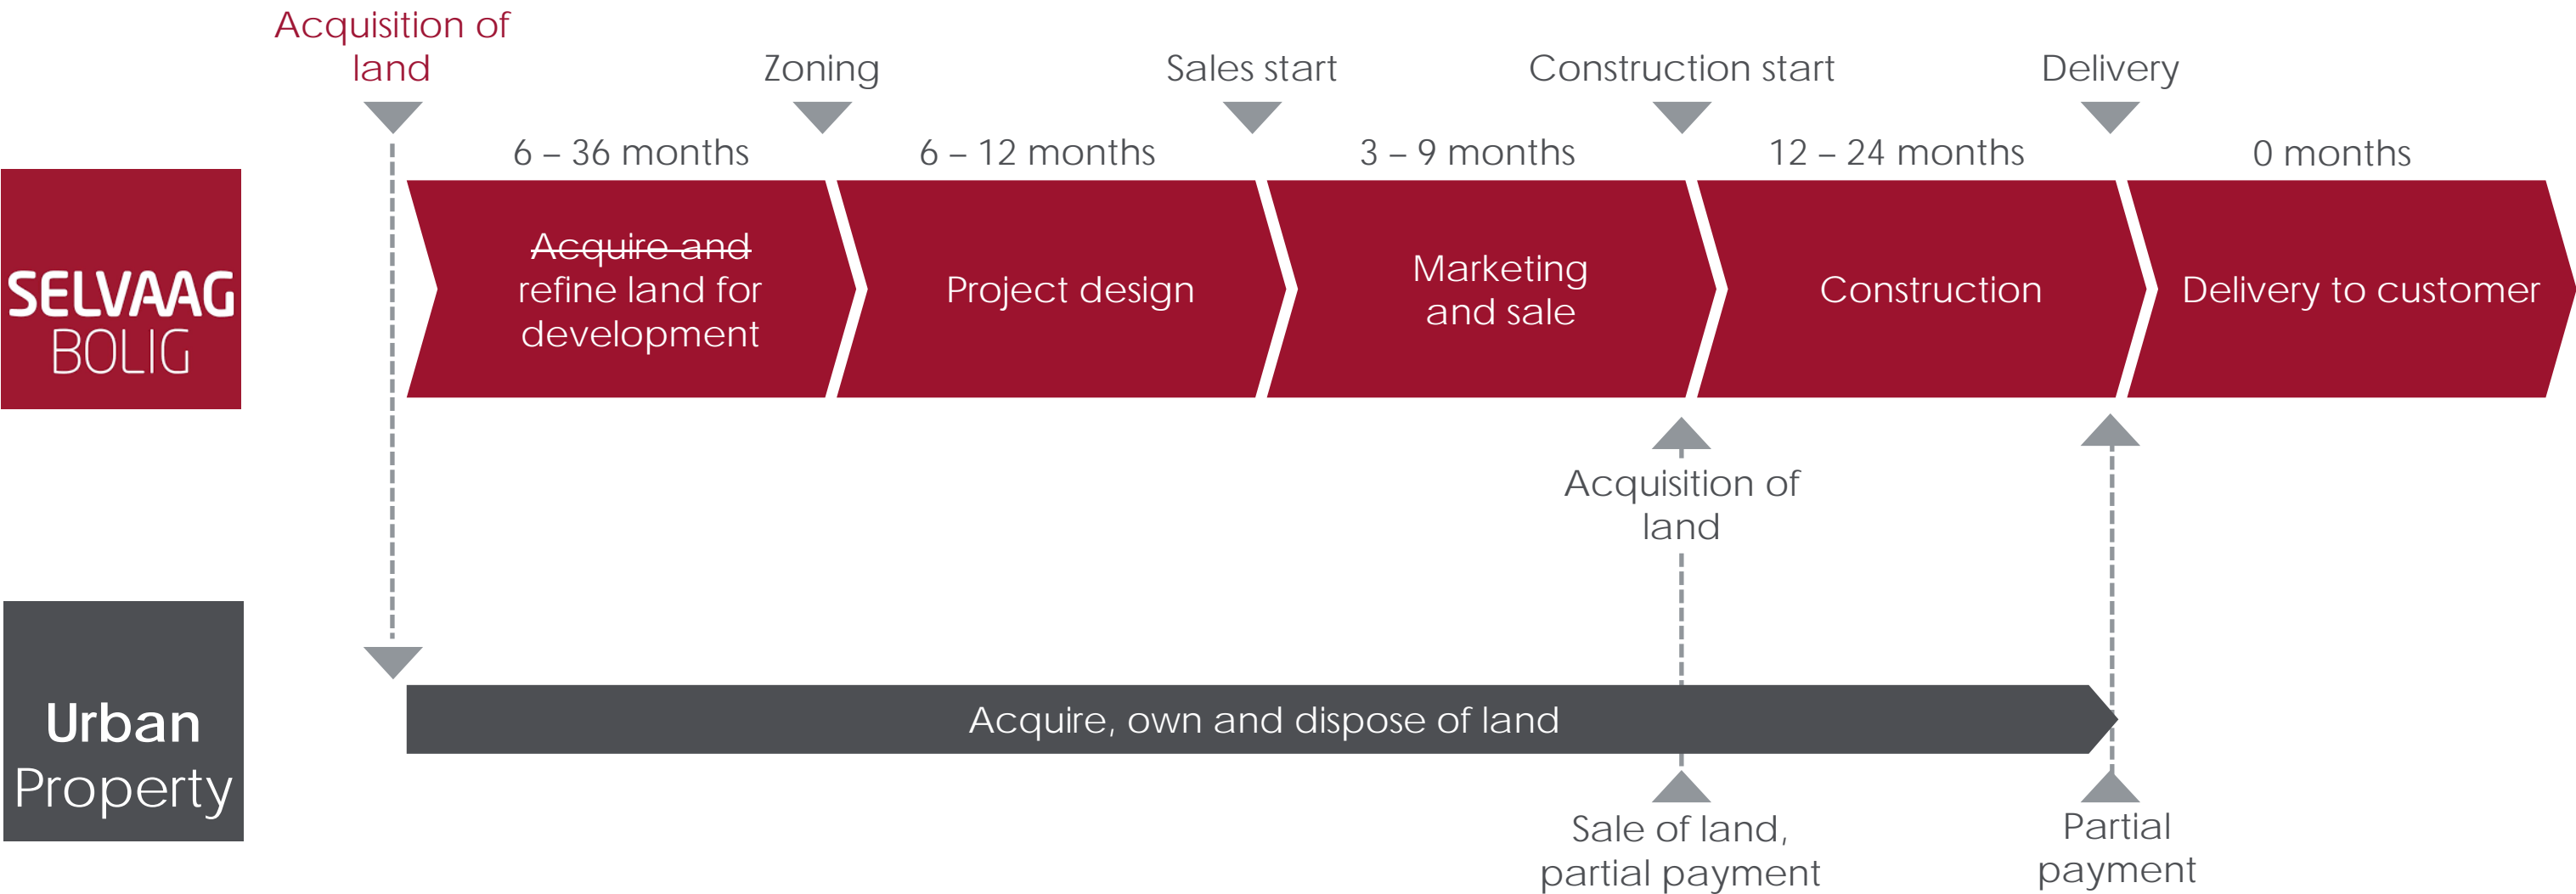 Acquisition of
land
Zoning
Sales start
Construction start
Delivery
6 – 36 months
6 – 12 months
3 – 9 months
12 – 24 months
0 months
SELVAAG
BOLIG
Acquire and
refine land for
development
Project design
Marketing
and sale
Construction
Delivery to customer
Acquisition of
land
Urban
Property
Acquire, own and dispose of land
Sale of land,
partial payment
Partial
payment